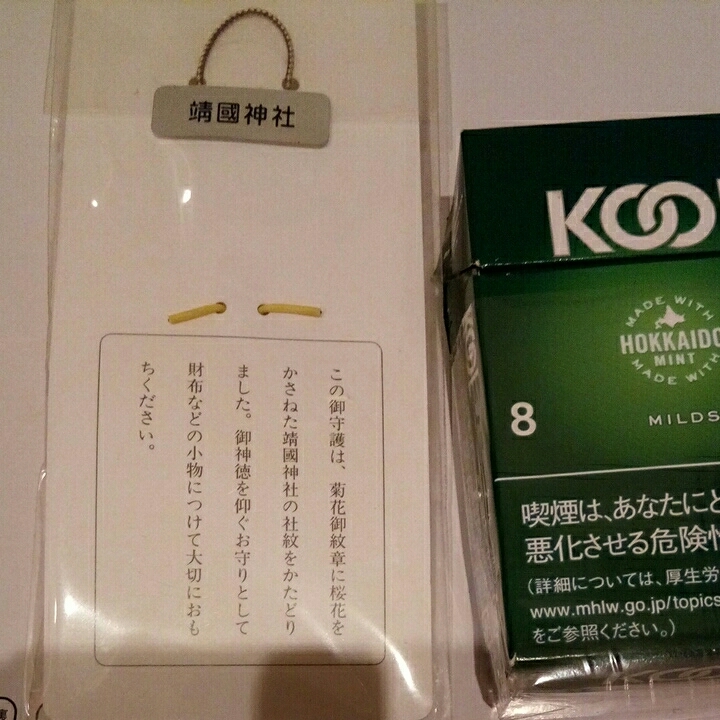 靖國神社
この御守護は、菊花御紋章に桜花を
かさねた靖國神社の社紋をかたどり
ました。御神徳を仰ぐお守りとして
財布などの小物につけて大切におも
ちください。
KOO
MADE WITH
HOKKAIDO
MINT
MADE WITH
8
MILDS
喫煙は、あなたにと
悪化させる危険性
(詳細については、厚生労
www.mhlw.go.jp/topics
をご参照ください。)